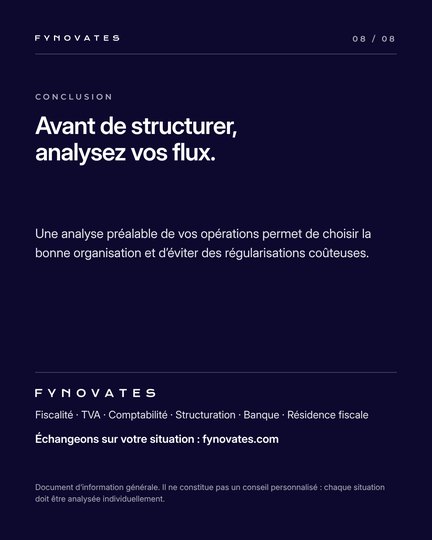 FYNOVATES
08 / 08
CONCLUSION
Avant de structurer,
analysez vos flux.
Une analyse préalable de vos opérations permet de choisir la
bonne organisation et d’éviter des régularisations coûteuses.
FYNOVATES
Fiscalité · TVA · Comptabilité · Structuration · Banque · Résidence fiscale
Échangeons sur votre situation : fynovates.com
Document d’information générale. Il ne constitue pas un conseil personnalisé : chaque situation
doit être analysée individuellement.